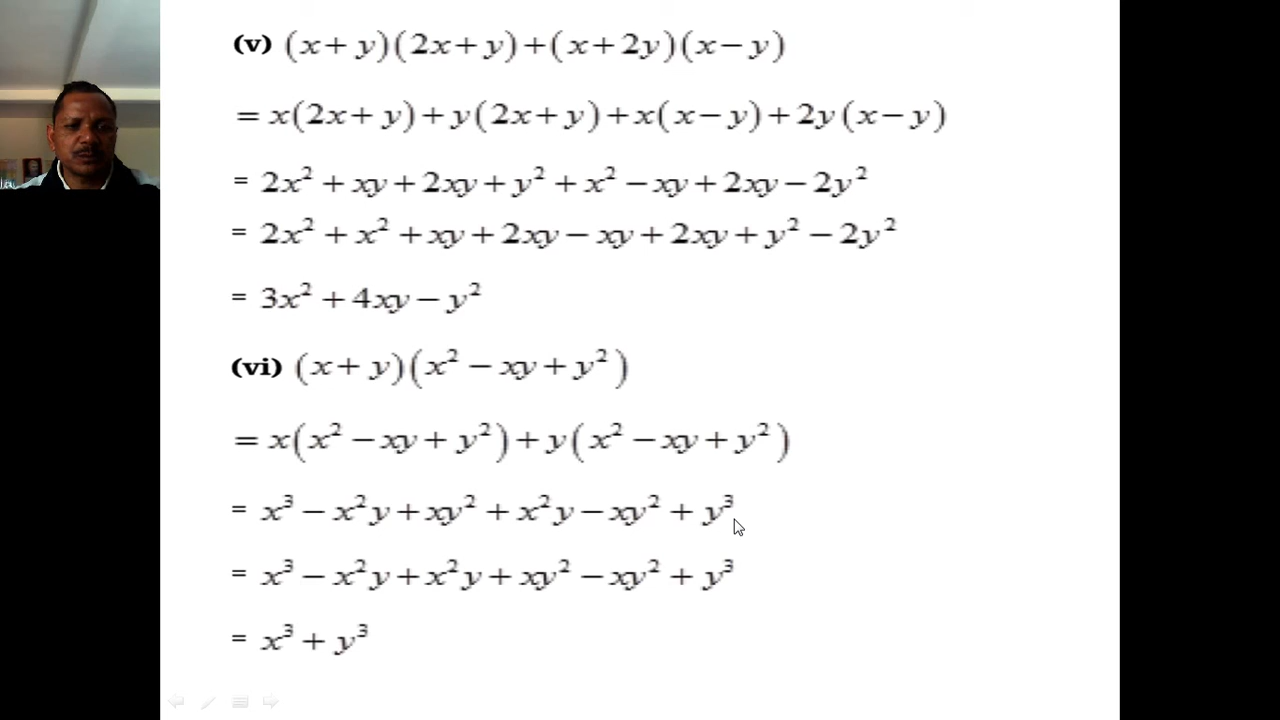 (v) (x+y)(2x+y)+(x+2y)(x−y)
= x(2x+y)+y(2x+y)+x(x−y)+2y(x−y)
= 2x²+xy+2xy+y²+x²−xy+2xy−2y²
= 2x²+x²+xy+2xy−xy+2xy+y²−2y²
= 3x²+4xy−y²
(vi) (x+y)(x²−xy+y²)
= x(x²−xy+y²)+y(x²−xy+y²)
= x³−x²y+xy²+x²y−xy²+y³
= x³−x²y+x²y+xy²−xy²+y³
= x³+y³